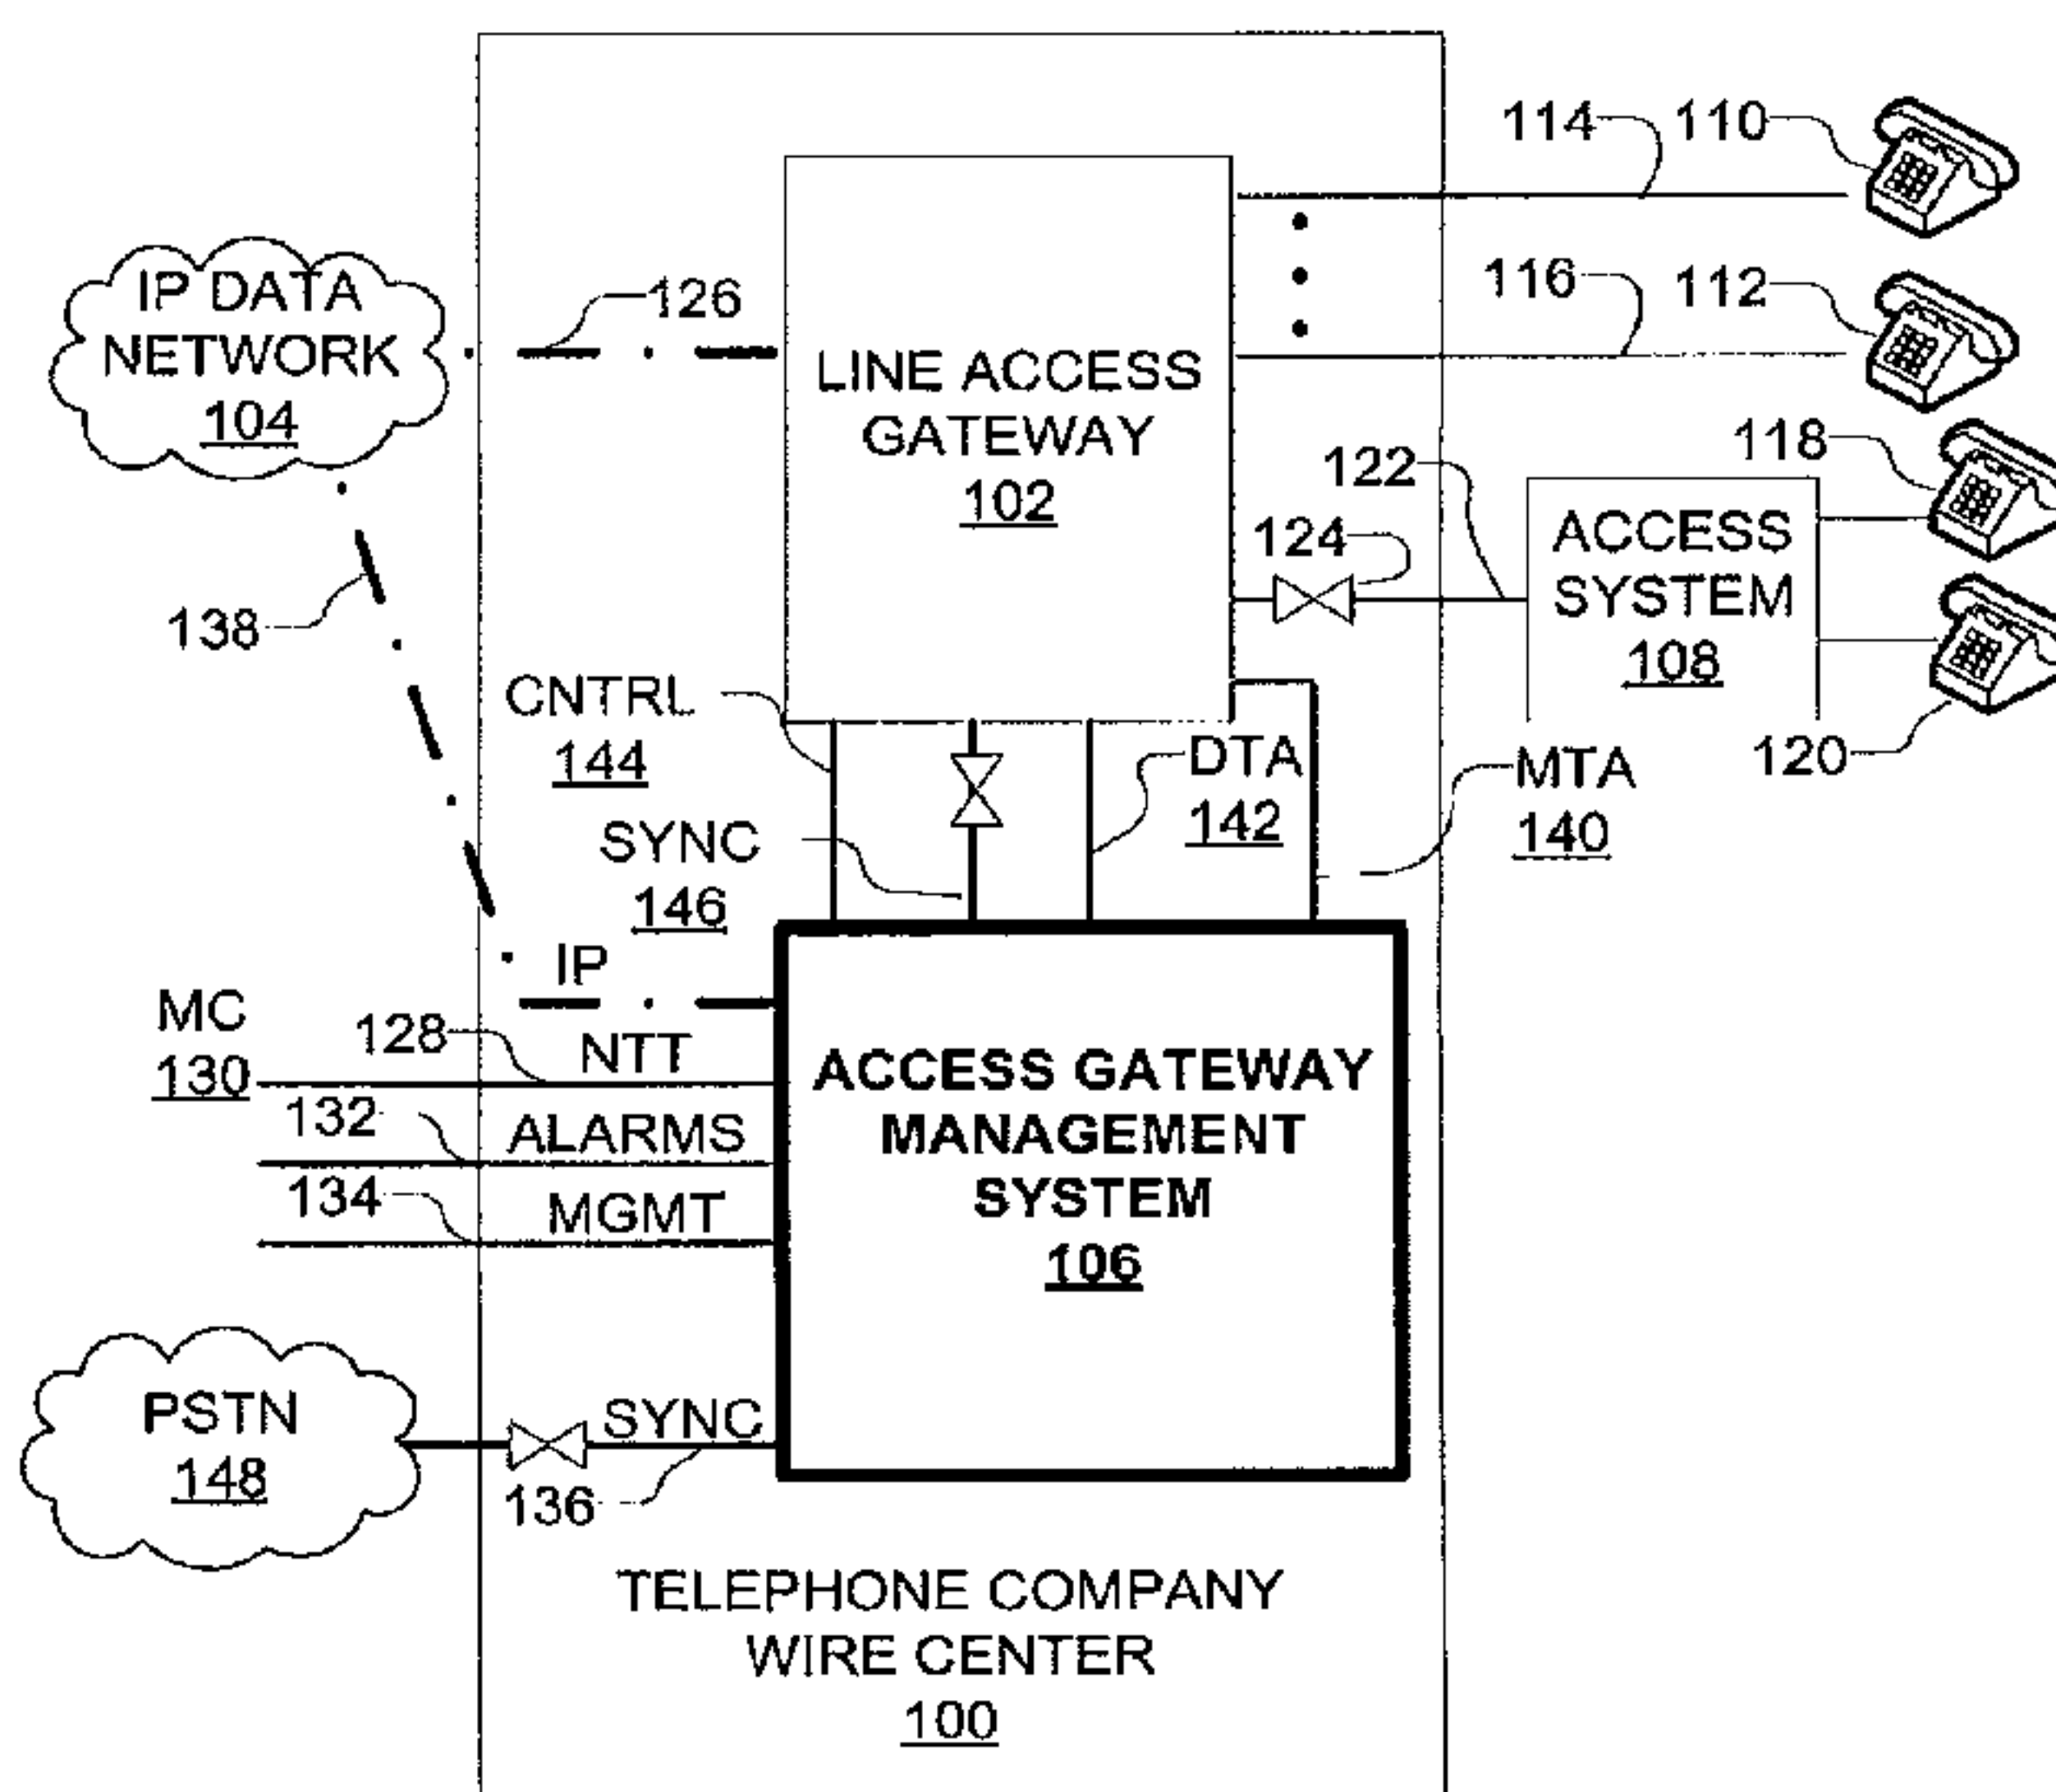 114
110
IP DATA
NETWORK
104
126
116
112
LINE ACCESS
GATEWAY
102
118
122
124
ACCESS
SYSTEM
108
138
CNTRL
144
DTA
142
MTA
140
120
SYNC
146
IP
MC
130
128
NTT
132
ALARMS
134
MGMT
ACCESS GATEWAY
MANAGEMENT
SYSTEM
106
PSTN
148
SYNC
136
TELEPHONE COMPANY
WIRE CENTER
100